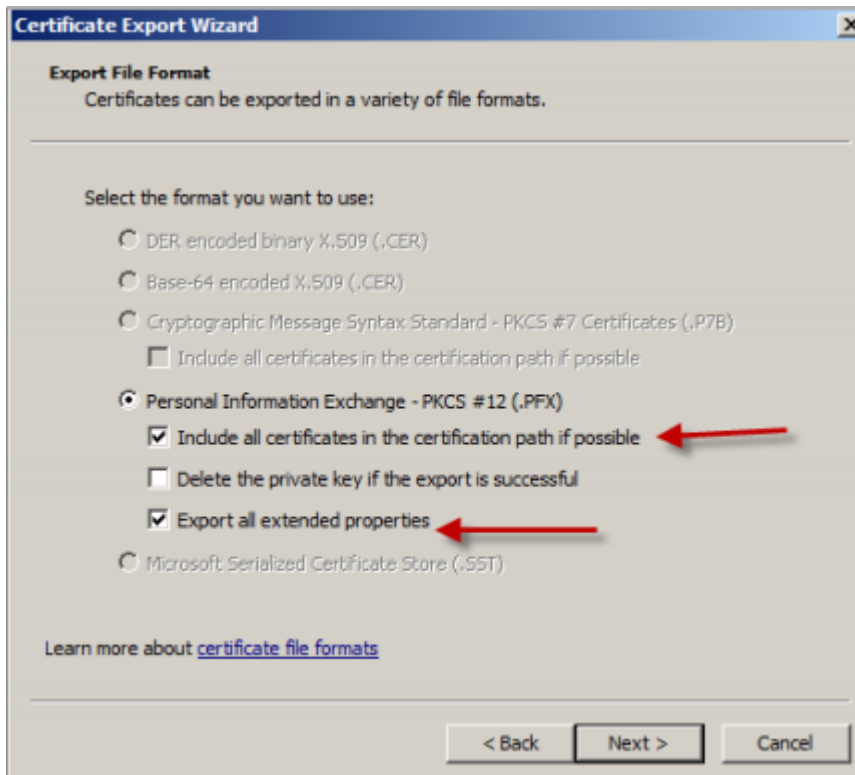 Certificate Export Wizard
Export File Format
Certificates can be exported in a variety of file formats.
Select the format you want to use:
DER encoded binary X.509 (.CER)
Base-64 encoded X.509 (.CER)
Cryptographic Message Syntax Standard - PKCS #7 Certificates (.P7B)
Include all certificates in the certification path if possible
Personal Information Exchange - PKCS #12 (.PFX)
Include all certificates in the certification path if possible
Delete the private key if the export is successful
Export all extended properties
Microsoft Serialized Certificate Store (.SST)
Learn more about certificate file formats
< Back Next > Cancel